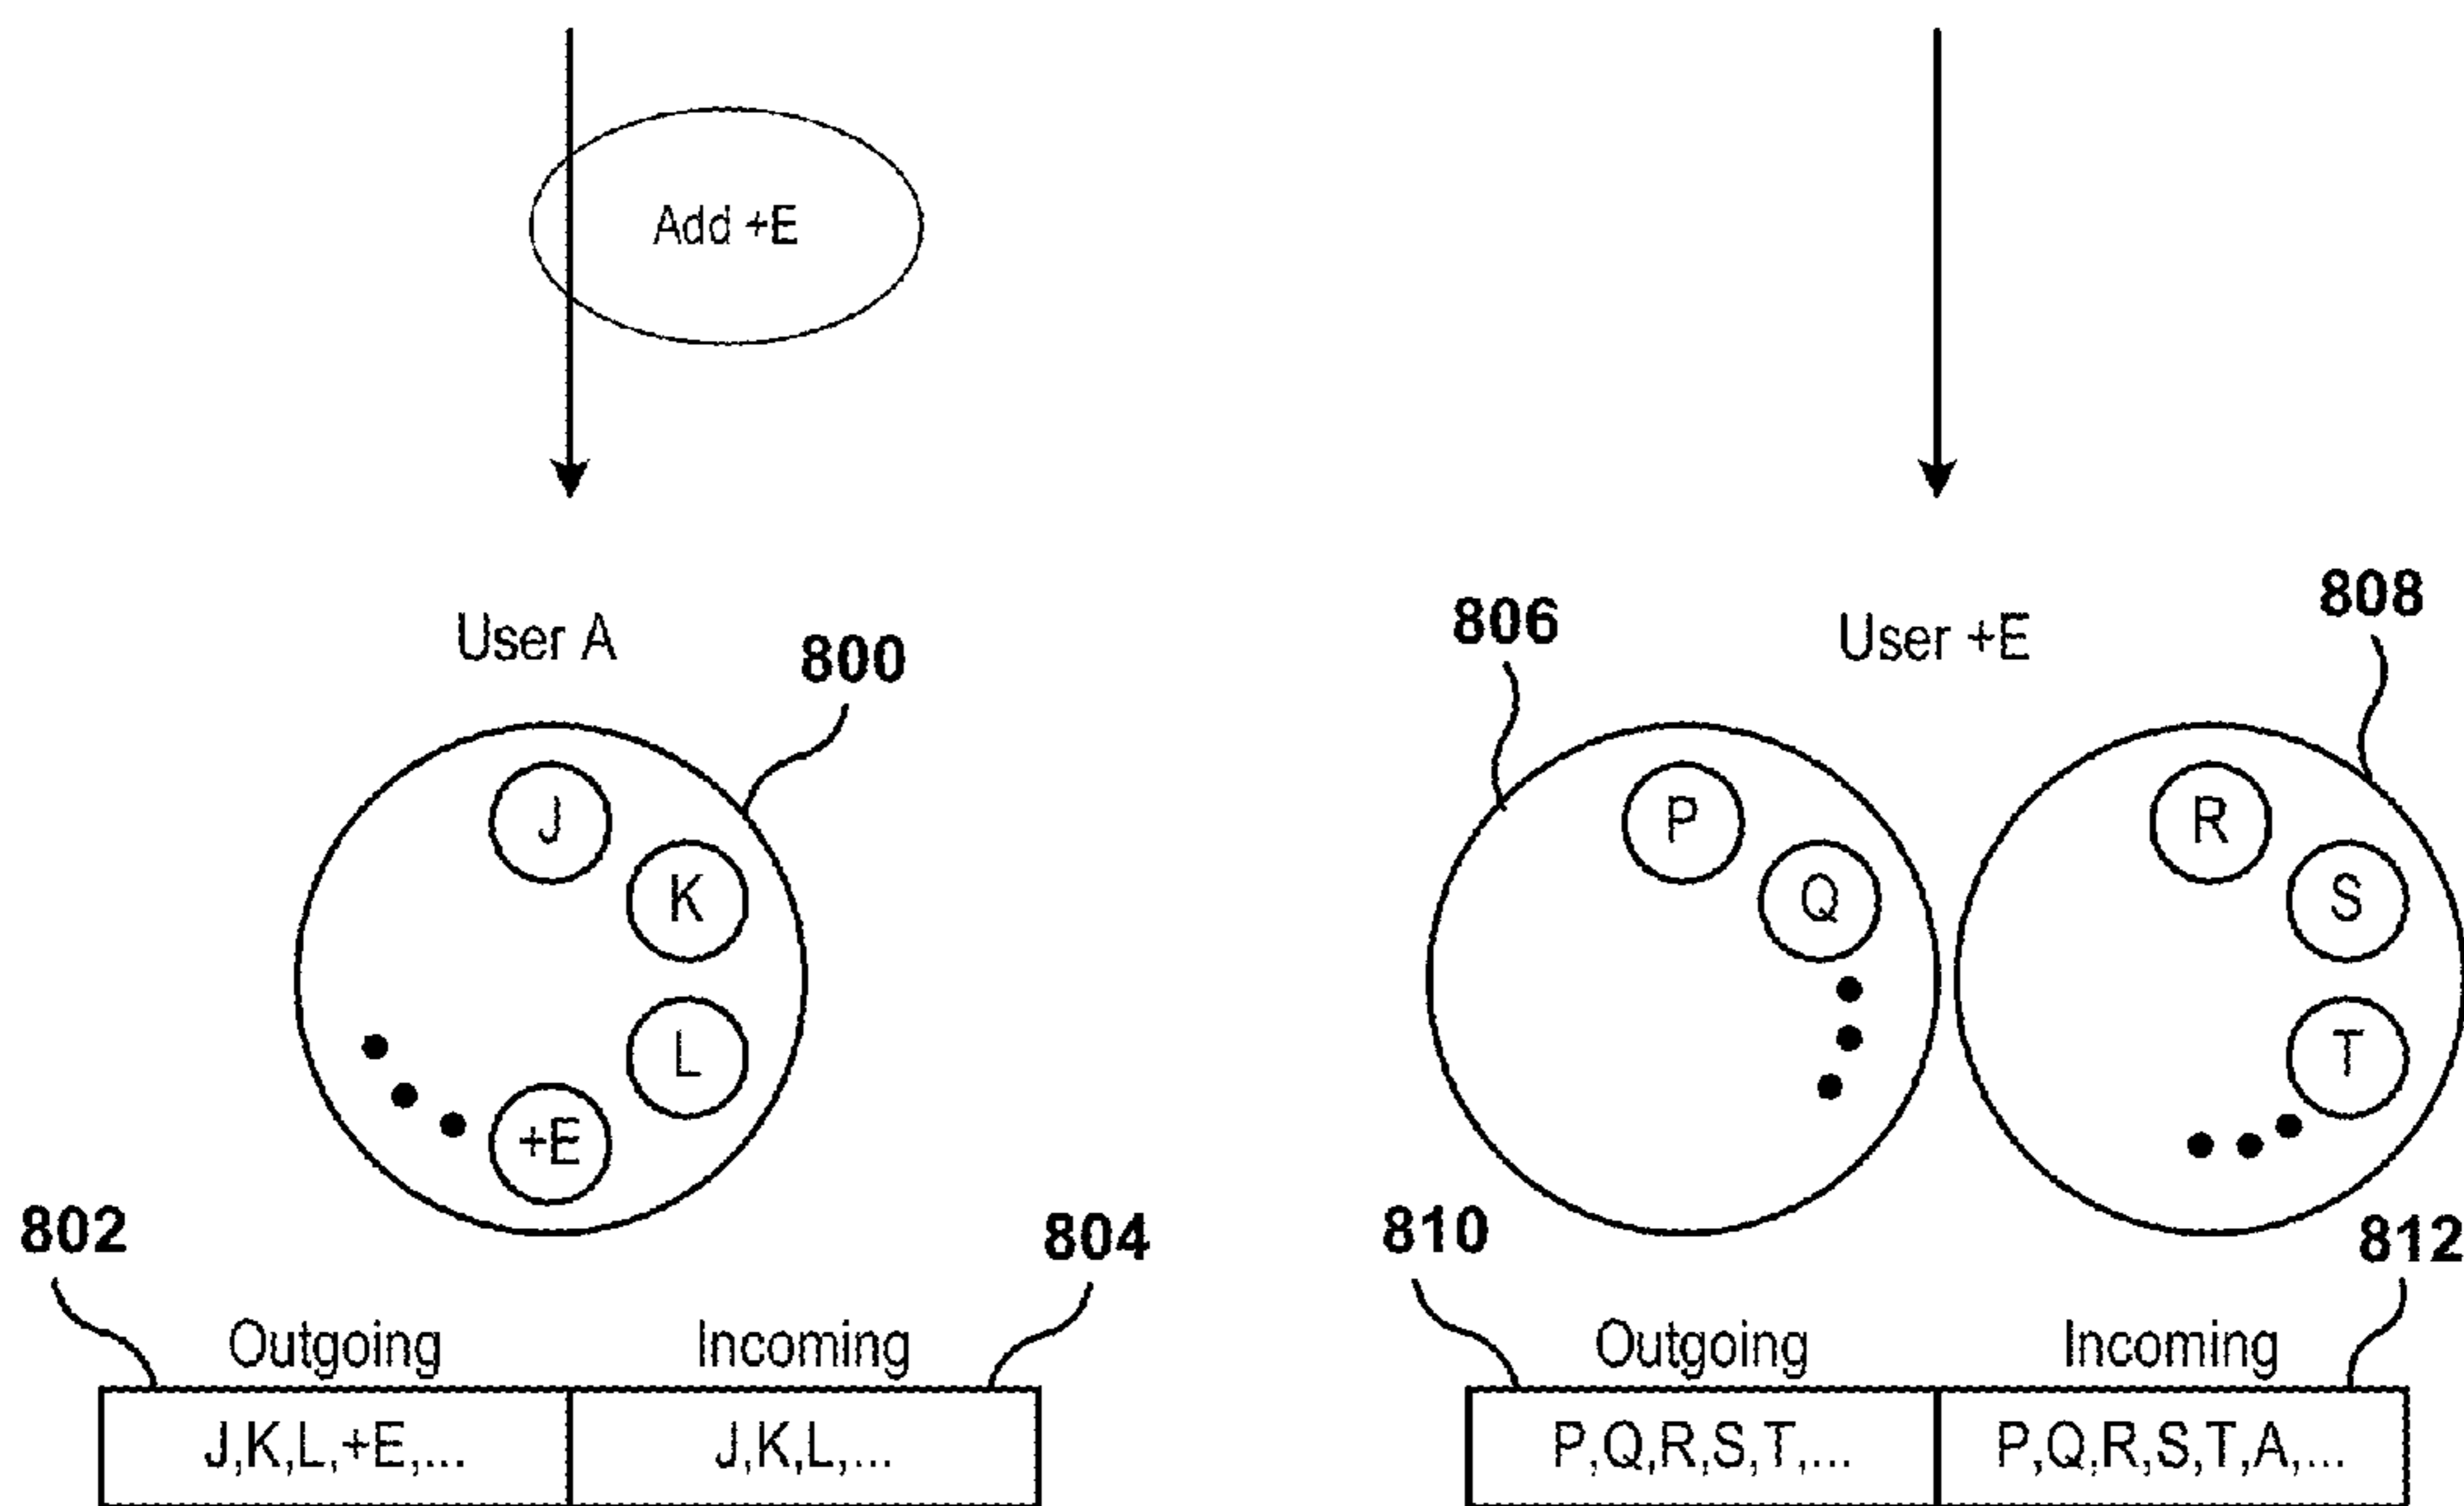 Add +E
User A
800
J
K
L
+E
802
804
Outgoing
Incoming
J,K,L,+E,...
J,K,L,...
806
User +E
808
P
Q
R
S
T
810
812
Outgoing
Incoming
P,Q,R,S,T,...
P,Q,R,S,T,A,...